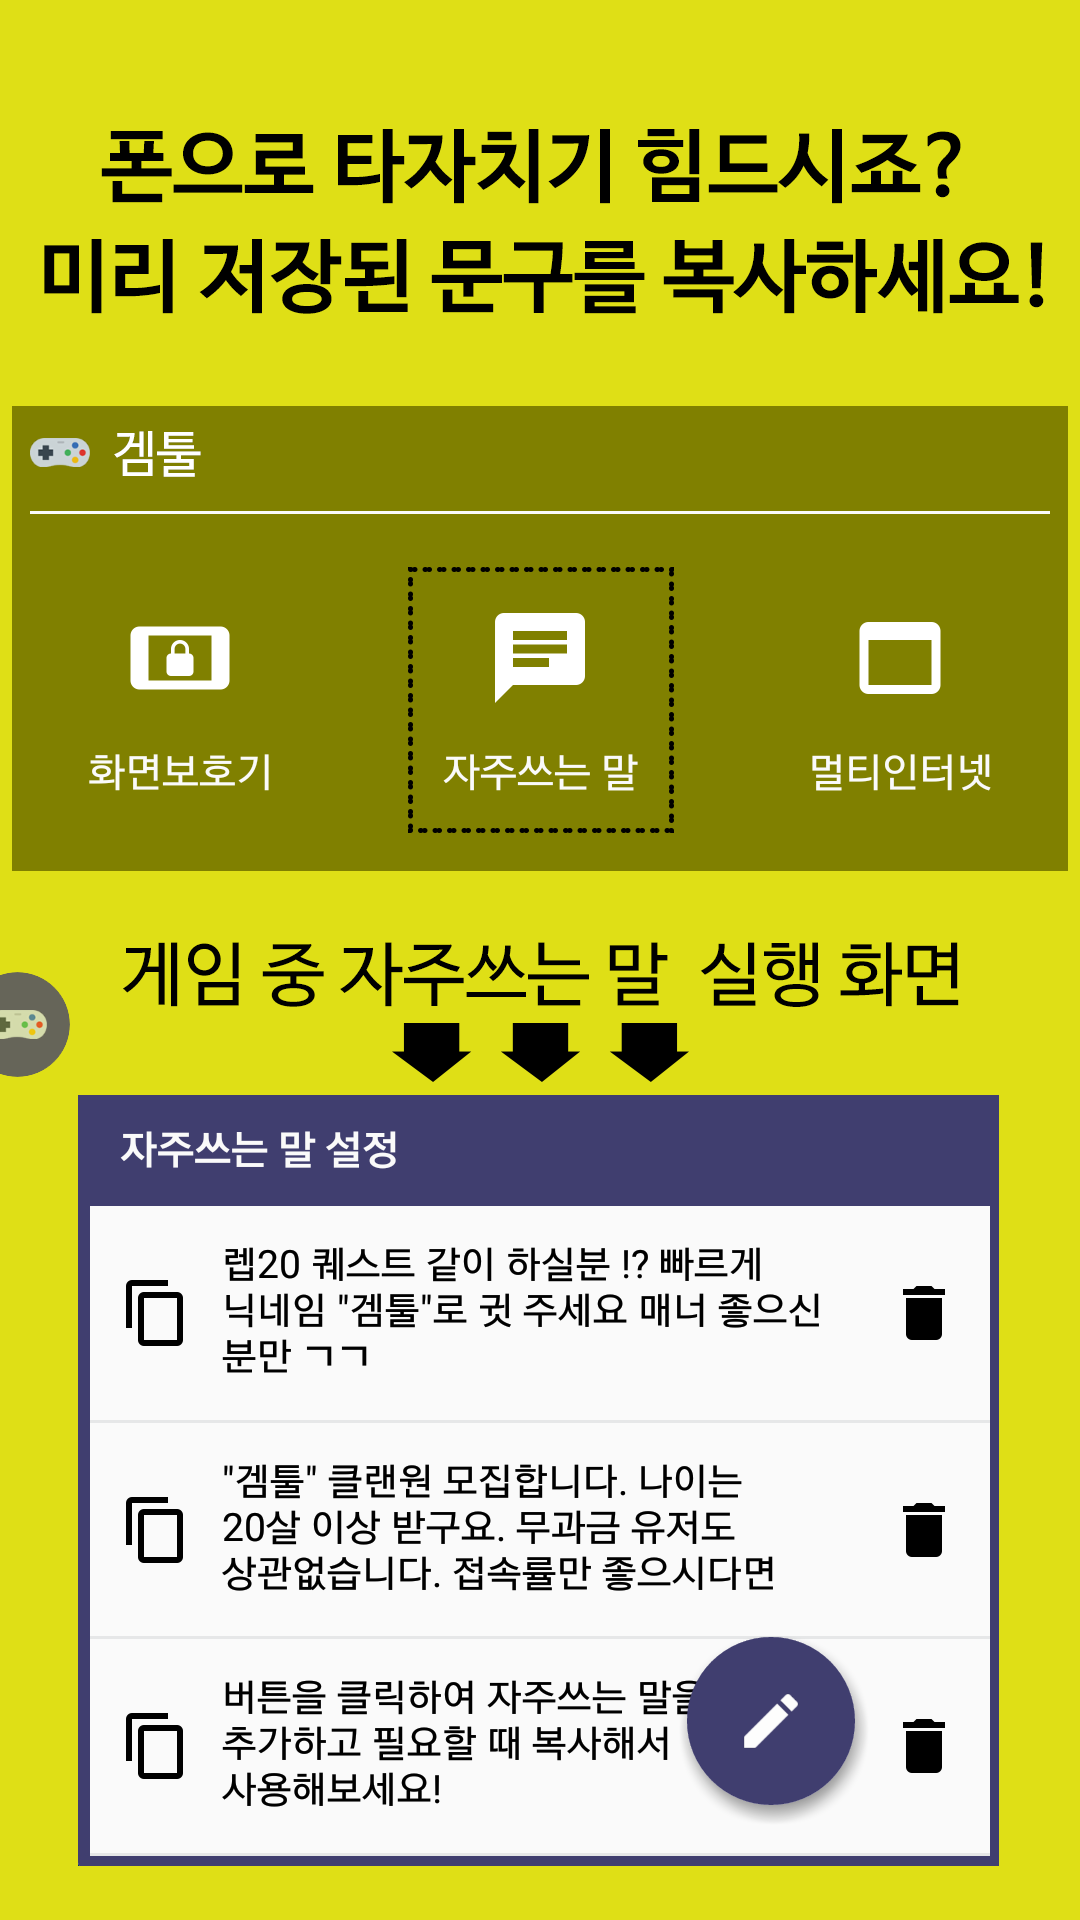 폰으로 타자치기 힘드시죠?
미리 저장된 문구를 복사하세요!
겜툴
화면보호기
자주쓰는 말
멀티인터넷
게임 중 자주쓰는 말 실행 화면
자주쓰는 말 설정
렙20 퀘스트 같이 하실분 !? 빠르게
닉네임 "겜툴"로 귓 주세요 매너 좋으신
분만 ㄱㄱ
"겜툴" 클랜원 모집합니다. 나이는
20살 이상 받구요. 무과금 유저도
상관없습니다. 접속률만 좋으시다면
버튼을 클릭하여 자주쓰는 말을
추가하고 필요할 때 복사해서
사용해보세요!